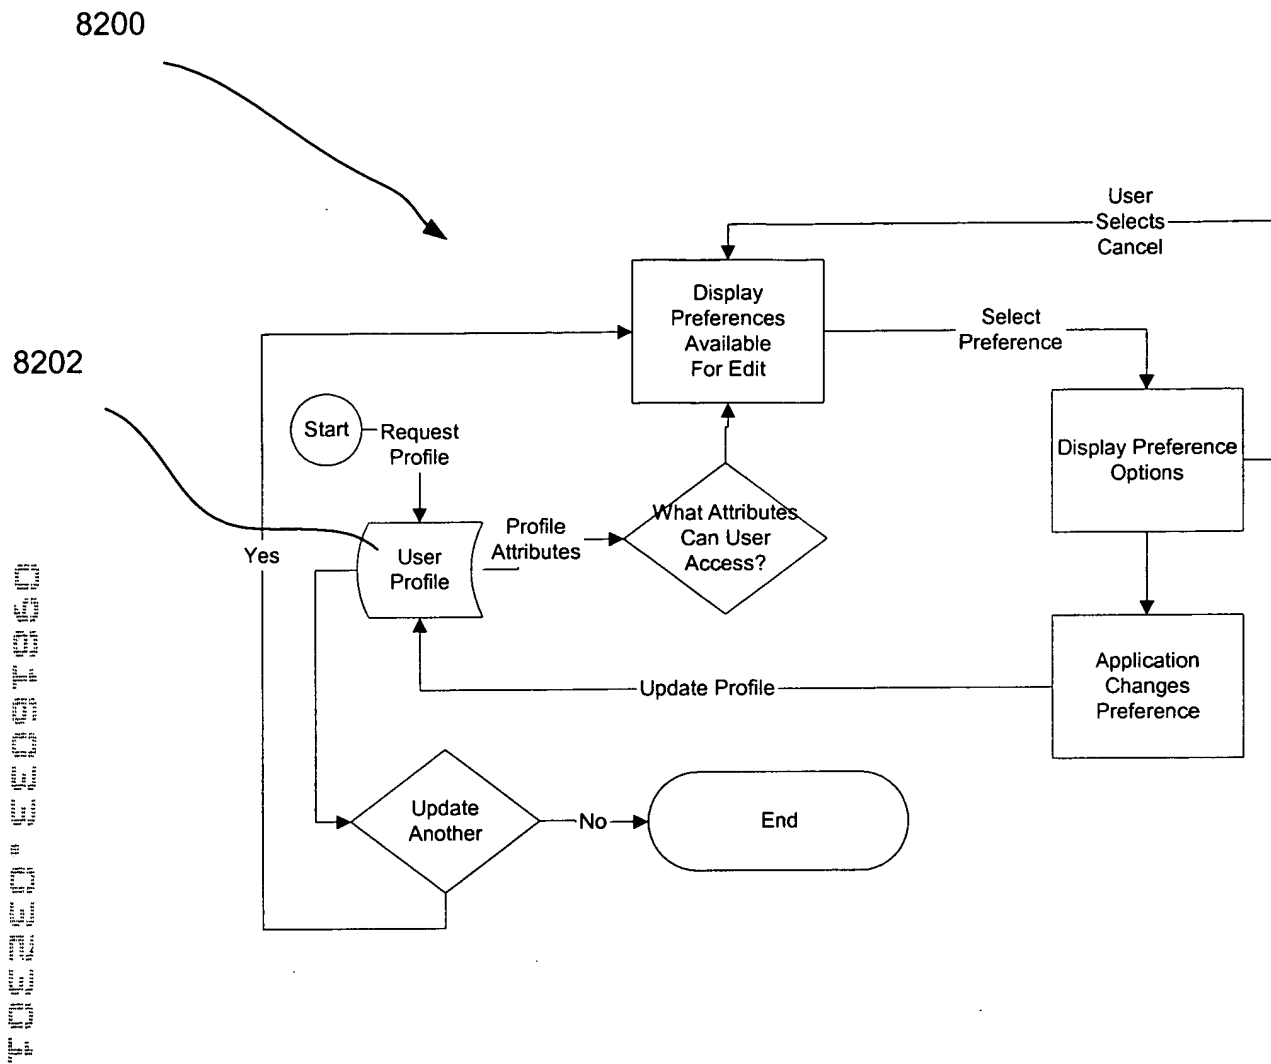 8200
User
Selects
Cancel
Display
Preferences
Available
For Edit
Select
Preference
8202
Start
Request
Profile
Display Preference
Options
What Attributes
Can User
Access?
Profile
Attributes
User
Profile
Yes
Application
Changes
Preference
Update Profile
Update
Another
No
End